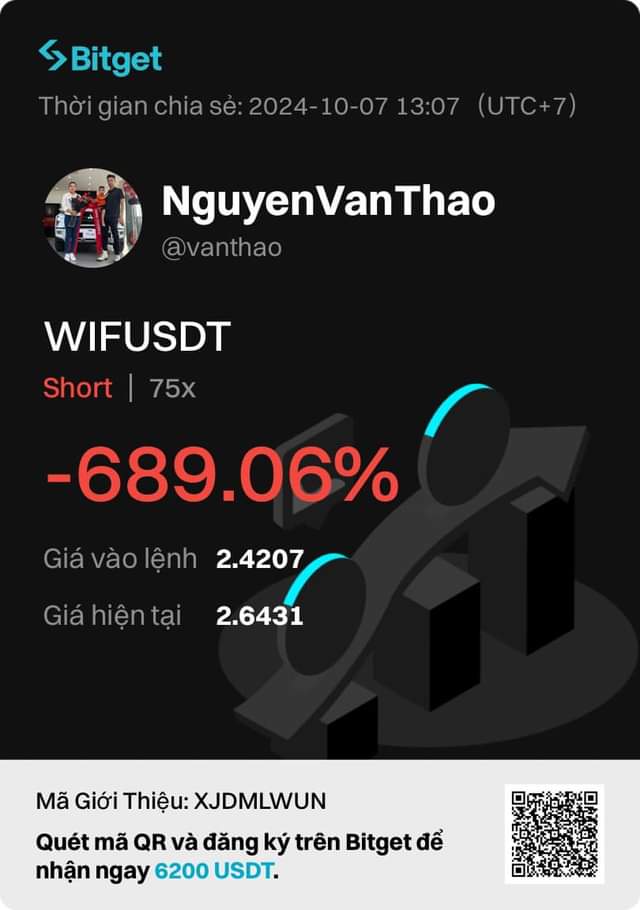 Bitget
Thời gian chia sẻ: 2024-10-07 13:07 (UTC+7)
NguyenVanThao
@vanthao
WIFUSDT
Short | 75x
-689.06%
Giá vào lệnh 2.4207
Giá hiện tại 2.6431
Mã Giới Thiệu: XJDMLWUN
Quét mã QR và đăng ký trên Bitget để
nhận ngay 6200 USDT.